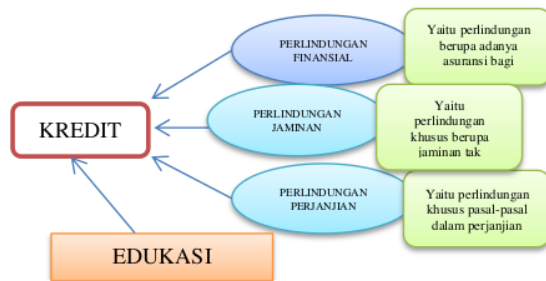 PERLINDUNGAN
FINANSIAL
Yaitu perlindungan
berupa adanya
asuransi bagi
KREDIT
PERLINDUNGAN
JAMINAN
Yaitu
perlindungan
khusus berupa
jaminan tak
PERLINDUNGAN
PERJANJIAN
Yaitu perlindungan
khusus pasal-pasal
dalam perjanjian
EDUKASI